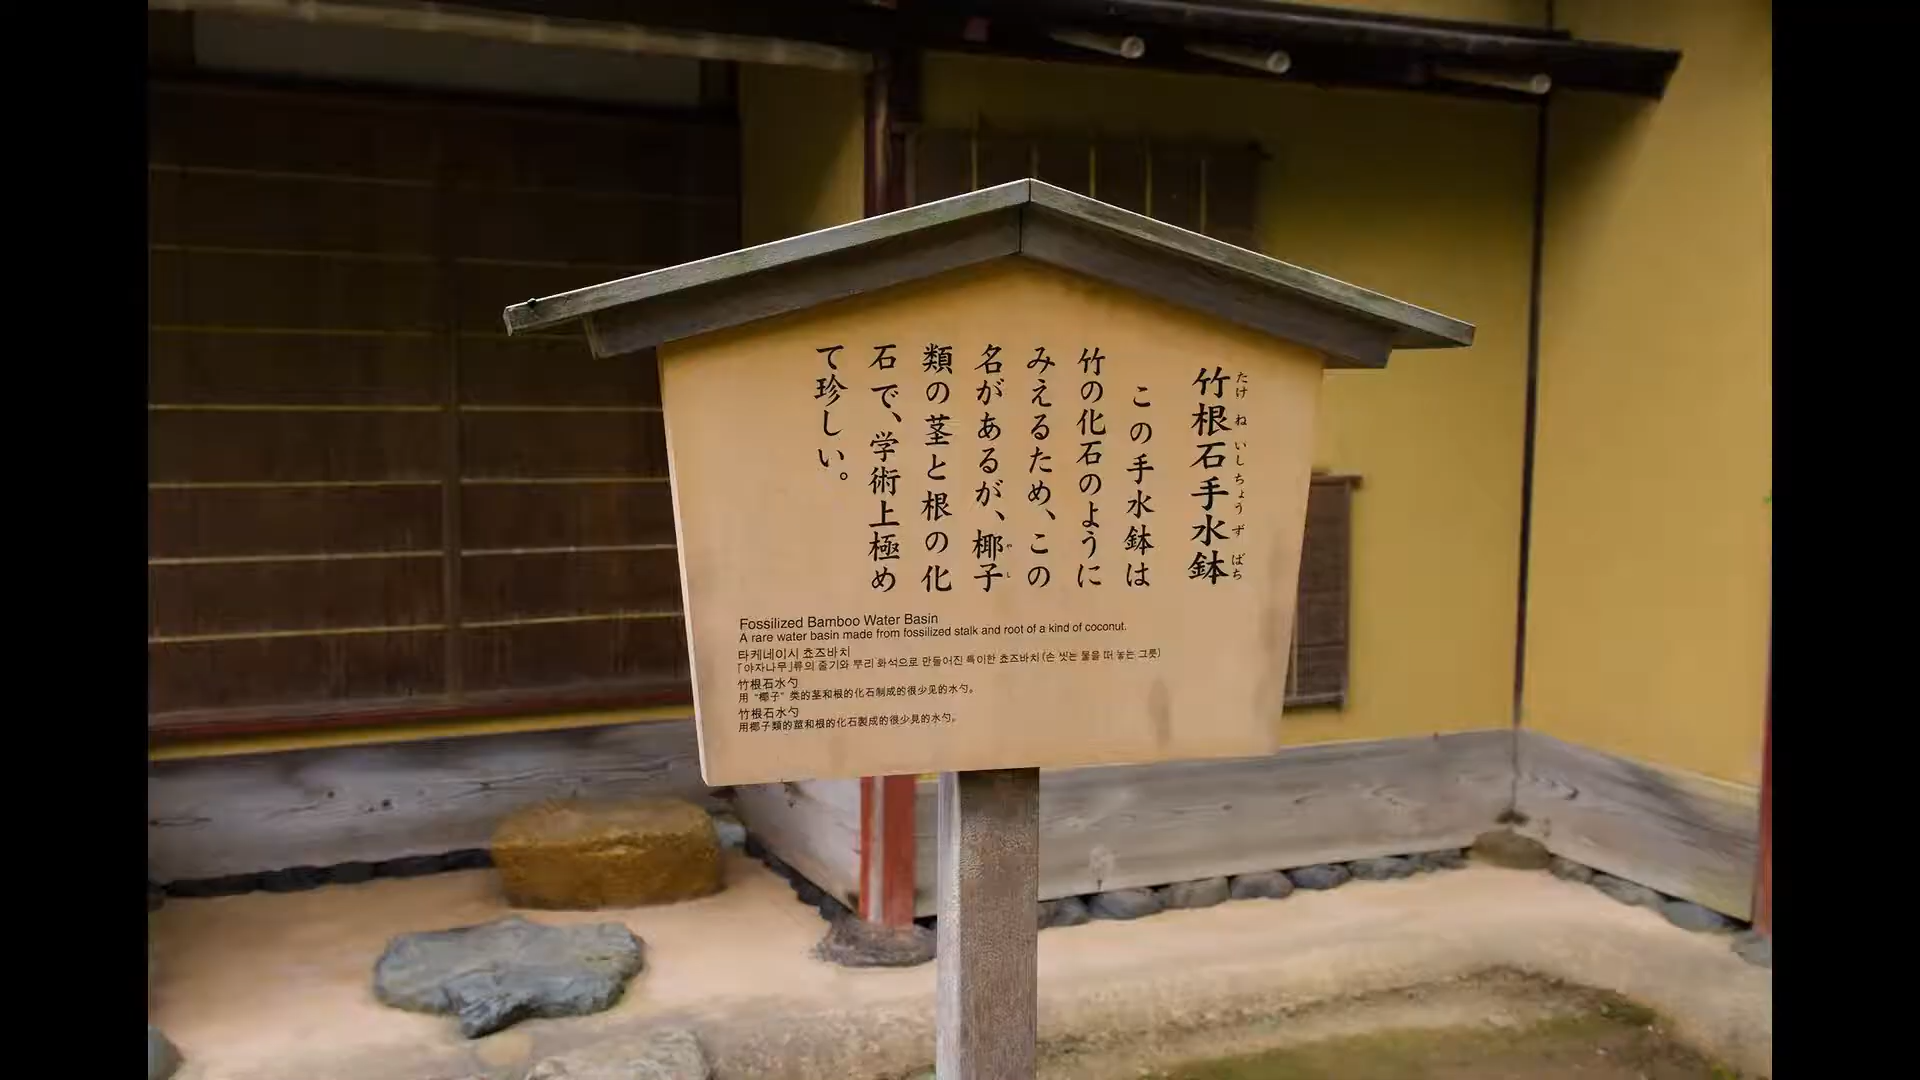 竹根石手水鉢
たけねいしちょうずばち
この手水鉢は
竹の化石のように
みえるため、この
名があるが、椰子
やし
類の茎と根の化
石で、学術上極め
て珍しい。
Fossilized Bamboo Water Basin
A rare water basin made from fossilized stalk and root of a kind of coconut.
타케네이시 쵸즈바치
「야자나무」류의 줄기와 뿌리 화석으로 만들어진 특이한 쵸즈바치 (손 씻는 물을 떠 놓는 그릇)
竹根石水勺
用“椰子”类的茎和根的化石制成的很少见的水勺。
竹根石水勺
用椰子類的莖和根的化石製成的很少見的水勺。